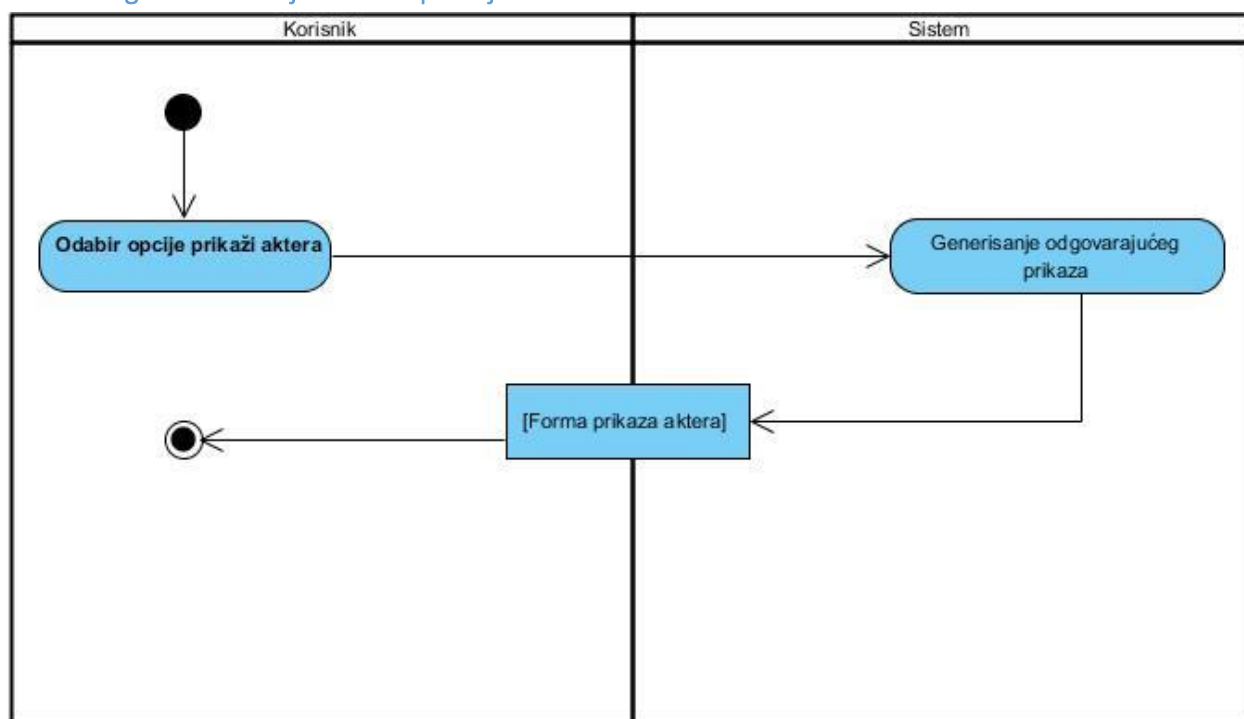 Korisnik
Sistem
Odabir opcije prikaži aktera
Generisanje odgovarajućeg
prikaza
[Forma prikaza aktera]